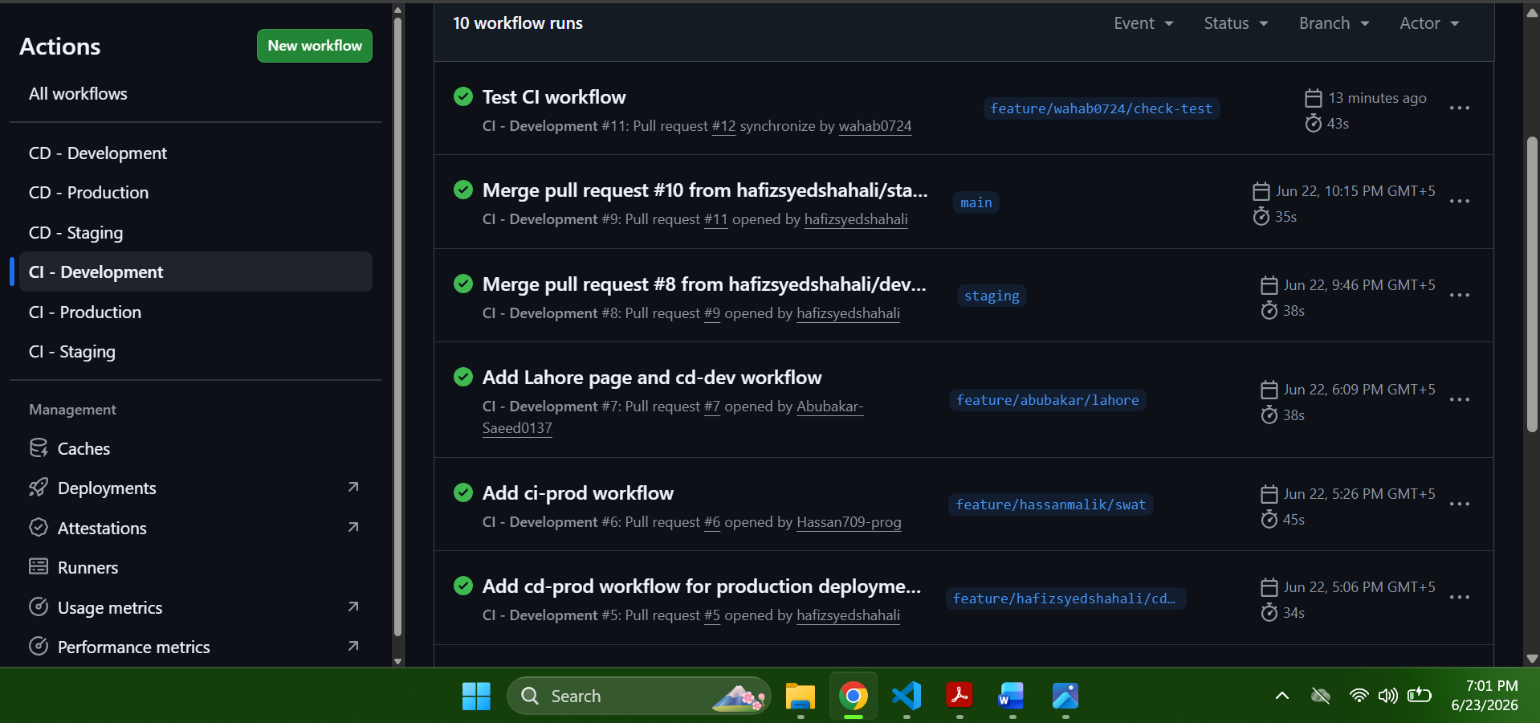 Actions
New workflow
All workflows
CD - Development
CD - Production
CD - Staging
CI - Development
CI - Production
CI - Staging
Management
Caches
Deployments
Attestations
Runners
Usage metrics
Performance metrics
10 workflow runs
Event
Status
Branch
Actor
Test CI workflow
CI - Development #11: Pull request #12 synchronize by wahab0724
feature/wahab0724/check-test
13 minutes ago
43s
Merge pull request #10 from hafizsyedshahali/sta...
CI - Development #9: Pull request #11 opened by hafizsyedshahali
main
Jun 22, 10:15 PM GMT+5
35s
Merge pull request #8 from hafizsyedshahali/dev...
CI - Development #8: Pull request #9 opened by hafizsyedshahali
staging
Jun 22, 9:46 PM GMT+5
38s
Add Lahore page and cd-dev workflow
CI - Development #7: Pull request #7 opened by Abubakar-
Saeed0137
feature/abubakar/lahore
Jun 22, 6:09 PM GMT+5
38s
Add ci-prod workflow
CI - Development #6: Pull request #6 opened by Hassan709-prog
feature/hassanmalik/swat
Jun 22, 5:26 PM GMT+5
45s
Add cd-prod workflow for production deployme...
CI - Development #5: Pull request #5 opened by hafizsyedshahali
feature/hafizsyedshahali/cd...
Jun 22, 5:06 PM GMT+5
34s
Search
7:01 PM
6/23/2026